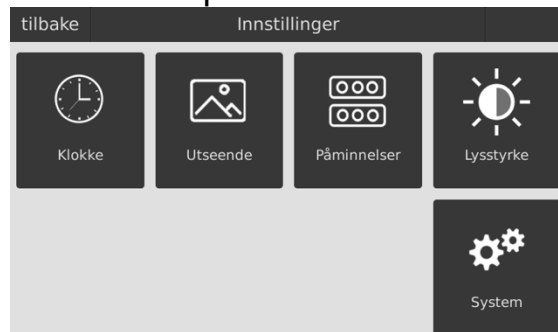 tilbake
Innstillinger
Klokke
Utseende
Påminnelser
Lysstyrke
System